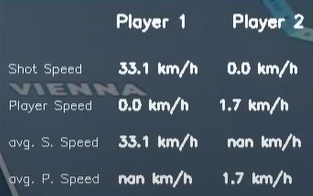 Player 1 Player 2
Shot Speed 33.1 km/h 0.0 km/h
VIENNA
Player Speed 0.0 km/h 1.7 km/h
avg. S. Speed 33.1 km/h nan km/h
avg. P. Speed nan km/h 1.7 km/h